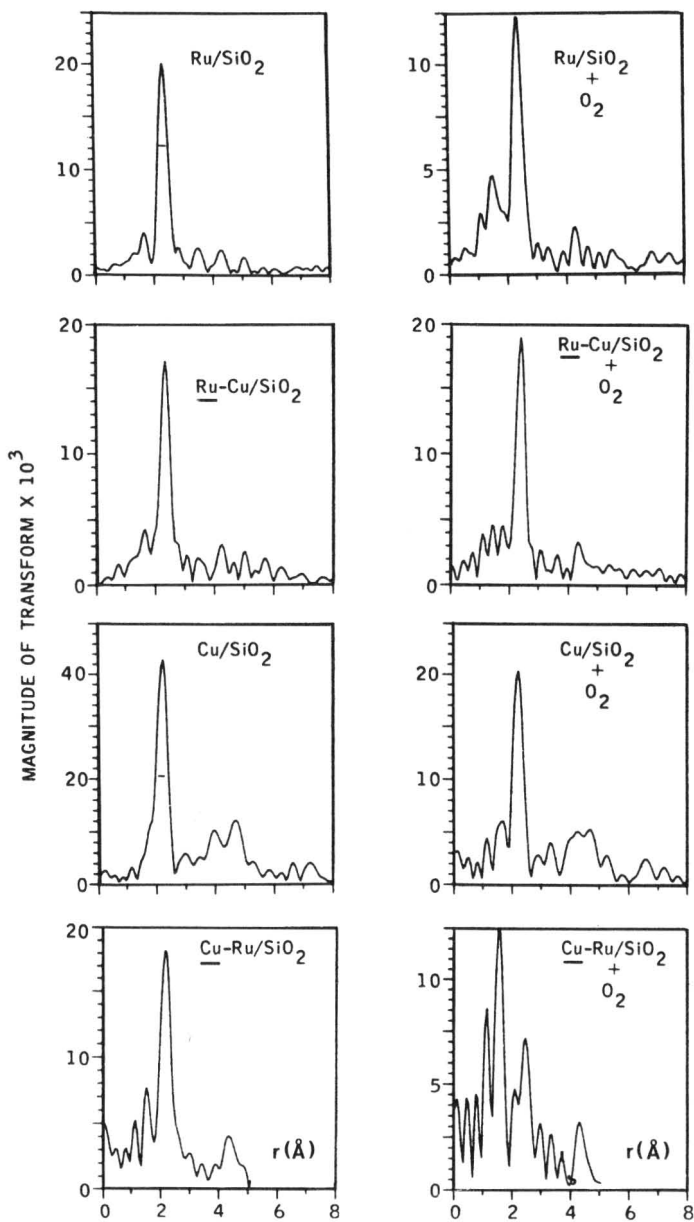 MAGNITUDE OF TRANSFORM X 10³
Ru/SiO₂
20
10
0
Ru/SiO₂
+
O₂
10
5
0
Ru-Cu/SiO₂
20
10
0
Ru-Cu/SiO₂
+
O₂
20
10
0
Cu/SiO₂
40
20
0
Cu/SiO₂
+
O₂
20
10
0
Cu-Ru/SiO₂
20
10
0
r(Å)
0 2 4 6 8
Cu-Ru/SiO₂
+
O₂
10
5
0
r(Å)
0 2 4 6 8